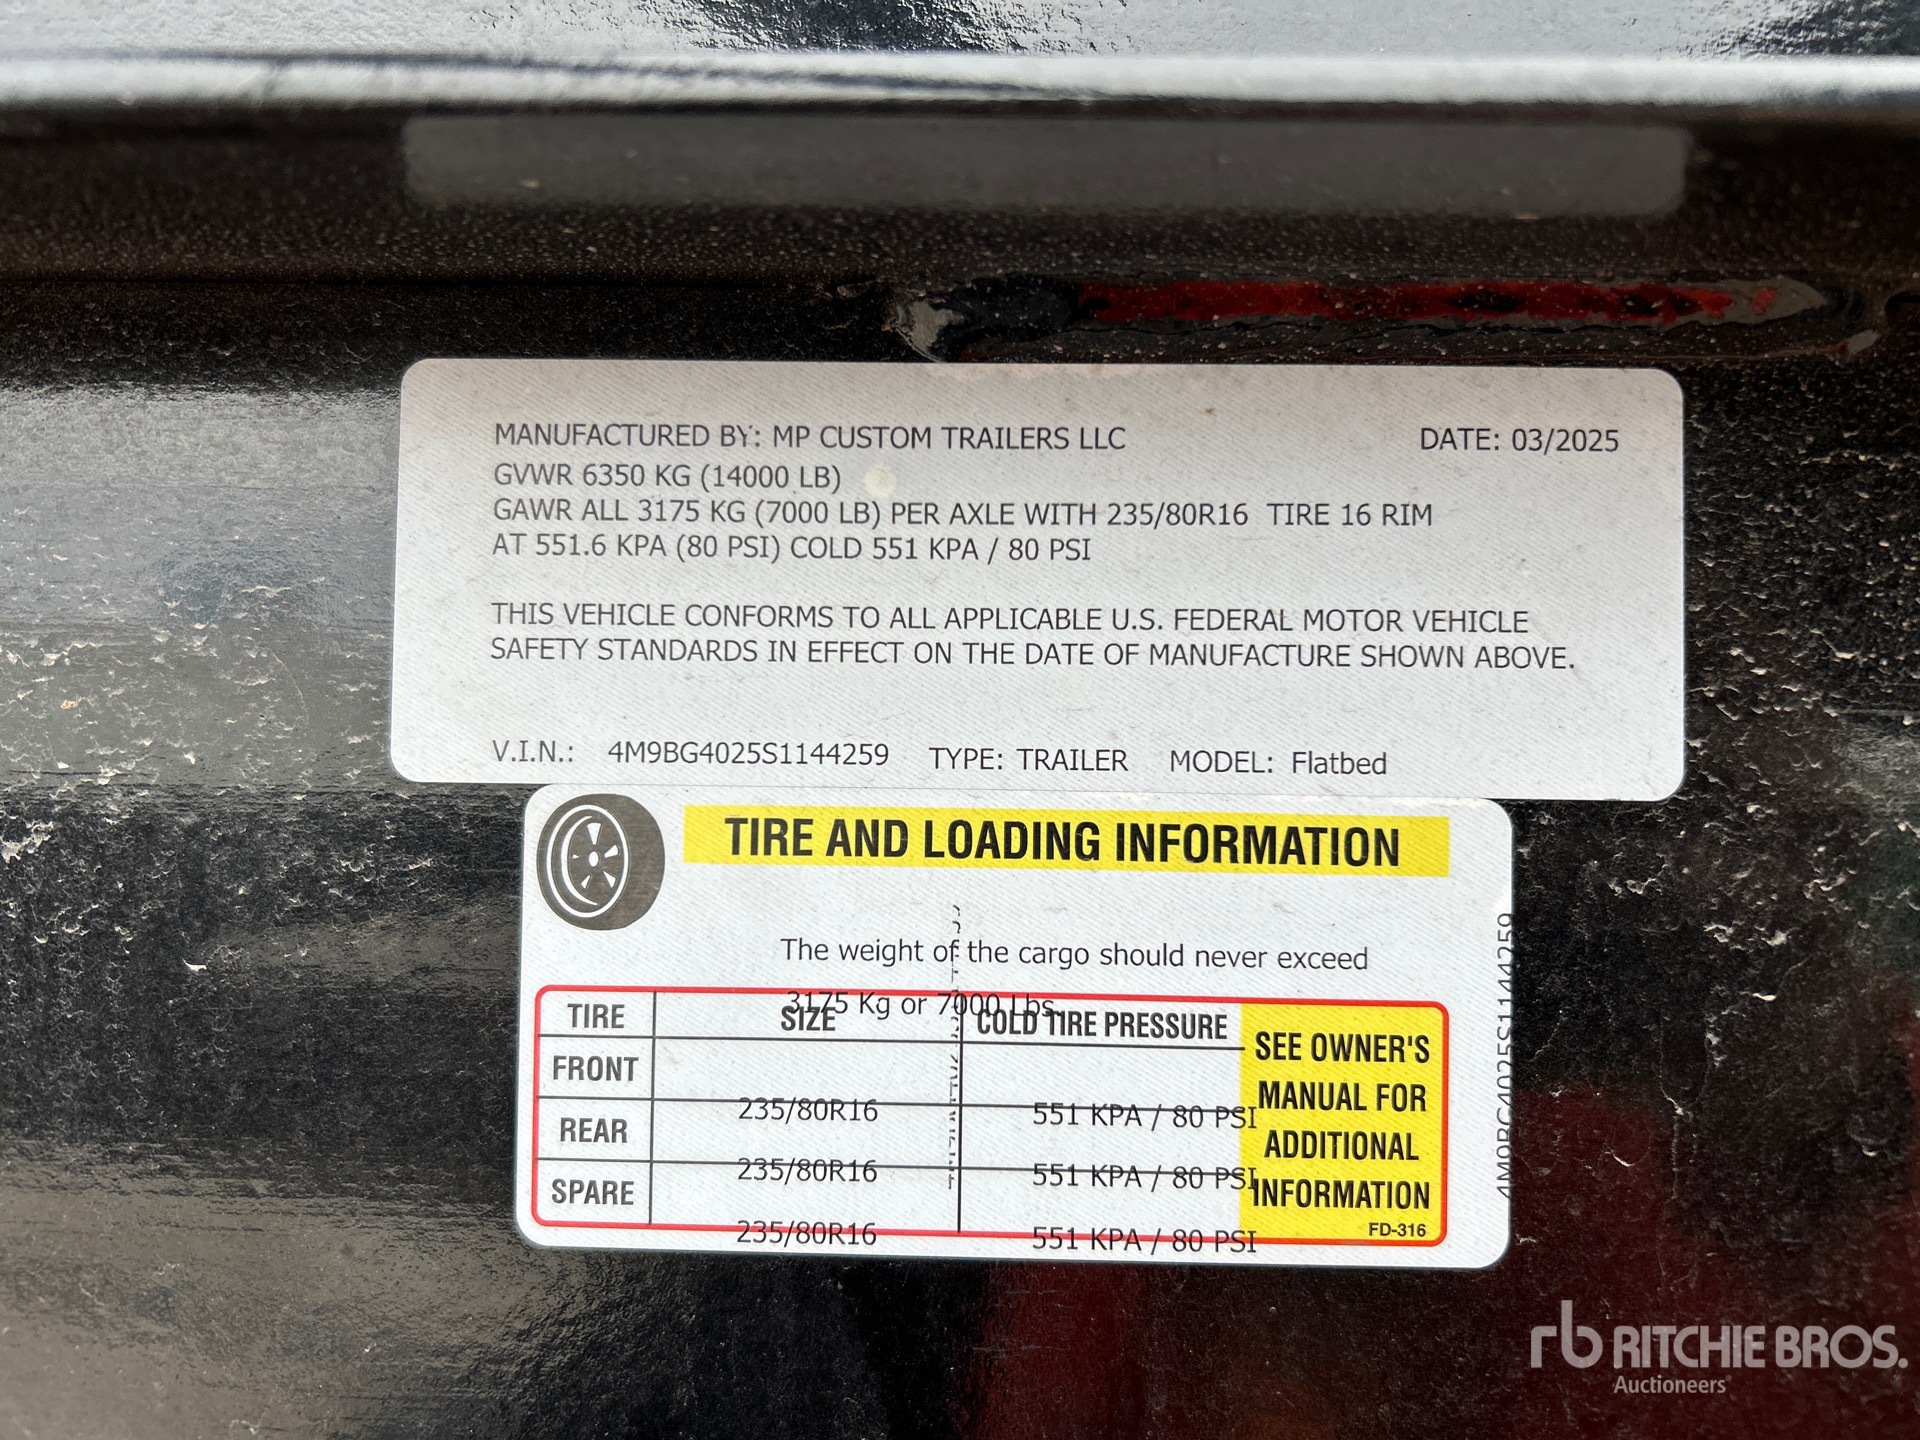 MANUFACTURED BY: MP CUSTOM TRAILERS LLC DATE: 03/2025
GVWR 6350 KG (14000 LB)
GAWR ALL 3175 KG (7000 LB) PER AXLE WITH 235/80R16 TIRE 16 RIM
AT 551.6 KPA (80 PSI) COLD 551 KPA / 80 PSI
THIS VEHICLE CONFORMS TO ALL APPLICABLE U.S. FEDERAL MOTOR VEHICLE
SAFETY STANDARDS IN EFFECT ON THE DATE OF MANUFACTURE SHOWN ABOVE.
V.I.N.: 4M9BG4025S1144259 TYPE: TRAILER MODEL: Flatbed
TIRE AND LOADING INFORMATION
The weight of the cargo should never exceed
3175 Kg or 7000 Lbs.
TIRE SIZE COLD TIRE PRESSURE
FRONT 235/80R16 551 KPA / 80 PSI
REAR 235/80R16 551 KPA / 80 PSI
SPARE 235/80R16 551 KPA / 80 PSI
SEE OWNER'S
MANUAL FOR
ADDITIONAL
INFORMATION
FD-316
4M9BG4025S1144259
rb RITCHIE BROS.
Auctioneers